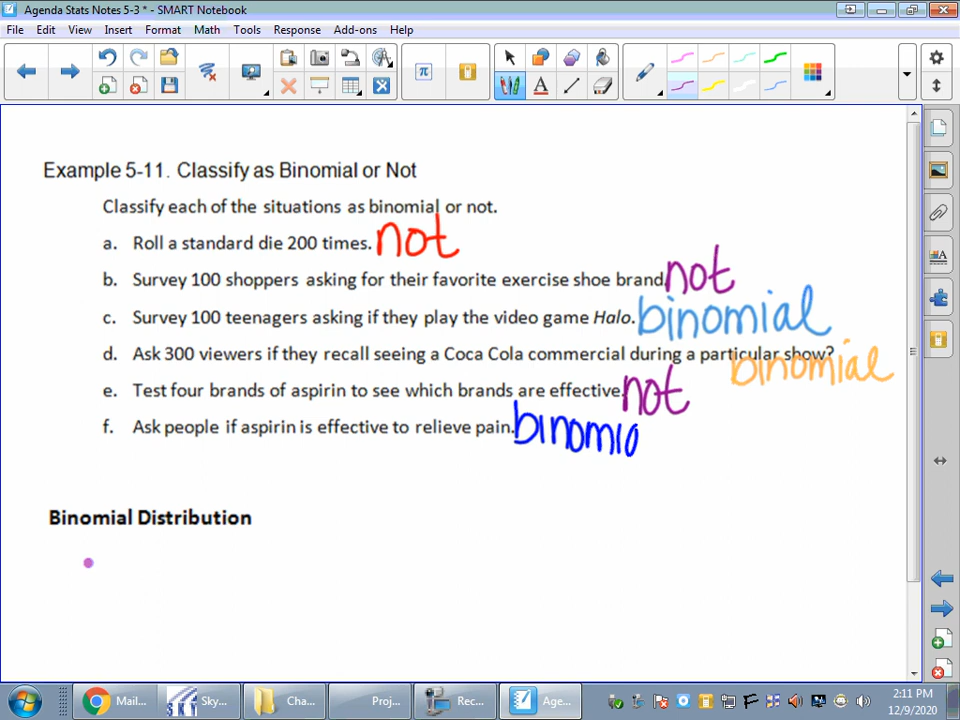 Agenda Stats Notes 5-3 * - SMART Notebook
File Edit View Insert Format Math Tools Response Add-ons Help
Example 5-11. Classify as Binomial or Not
Classify each of the situations as binomial or not.
a. Roll a standard die 200 times. not
b. Survey 100 shoppers asking for their favorite exercise shoe brand. not
c. Survey 100 teenagers asking if they play the video game Halo. binomial
d. Ask 300 viewers if they recall seeing a Coca Cola commercial during a particular show? binomial
e. Test four brands of aspirin to see which brands are effective. not
f. Ask people if aspirin is effective to relieve pain. binomia
Binomial Distribution
Mail... Sky... Cha... Proj... Rec... Age...
2:11 PM
12/9/2020